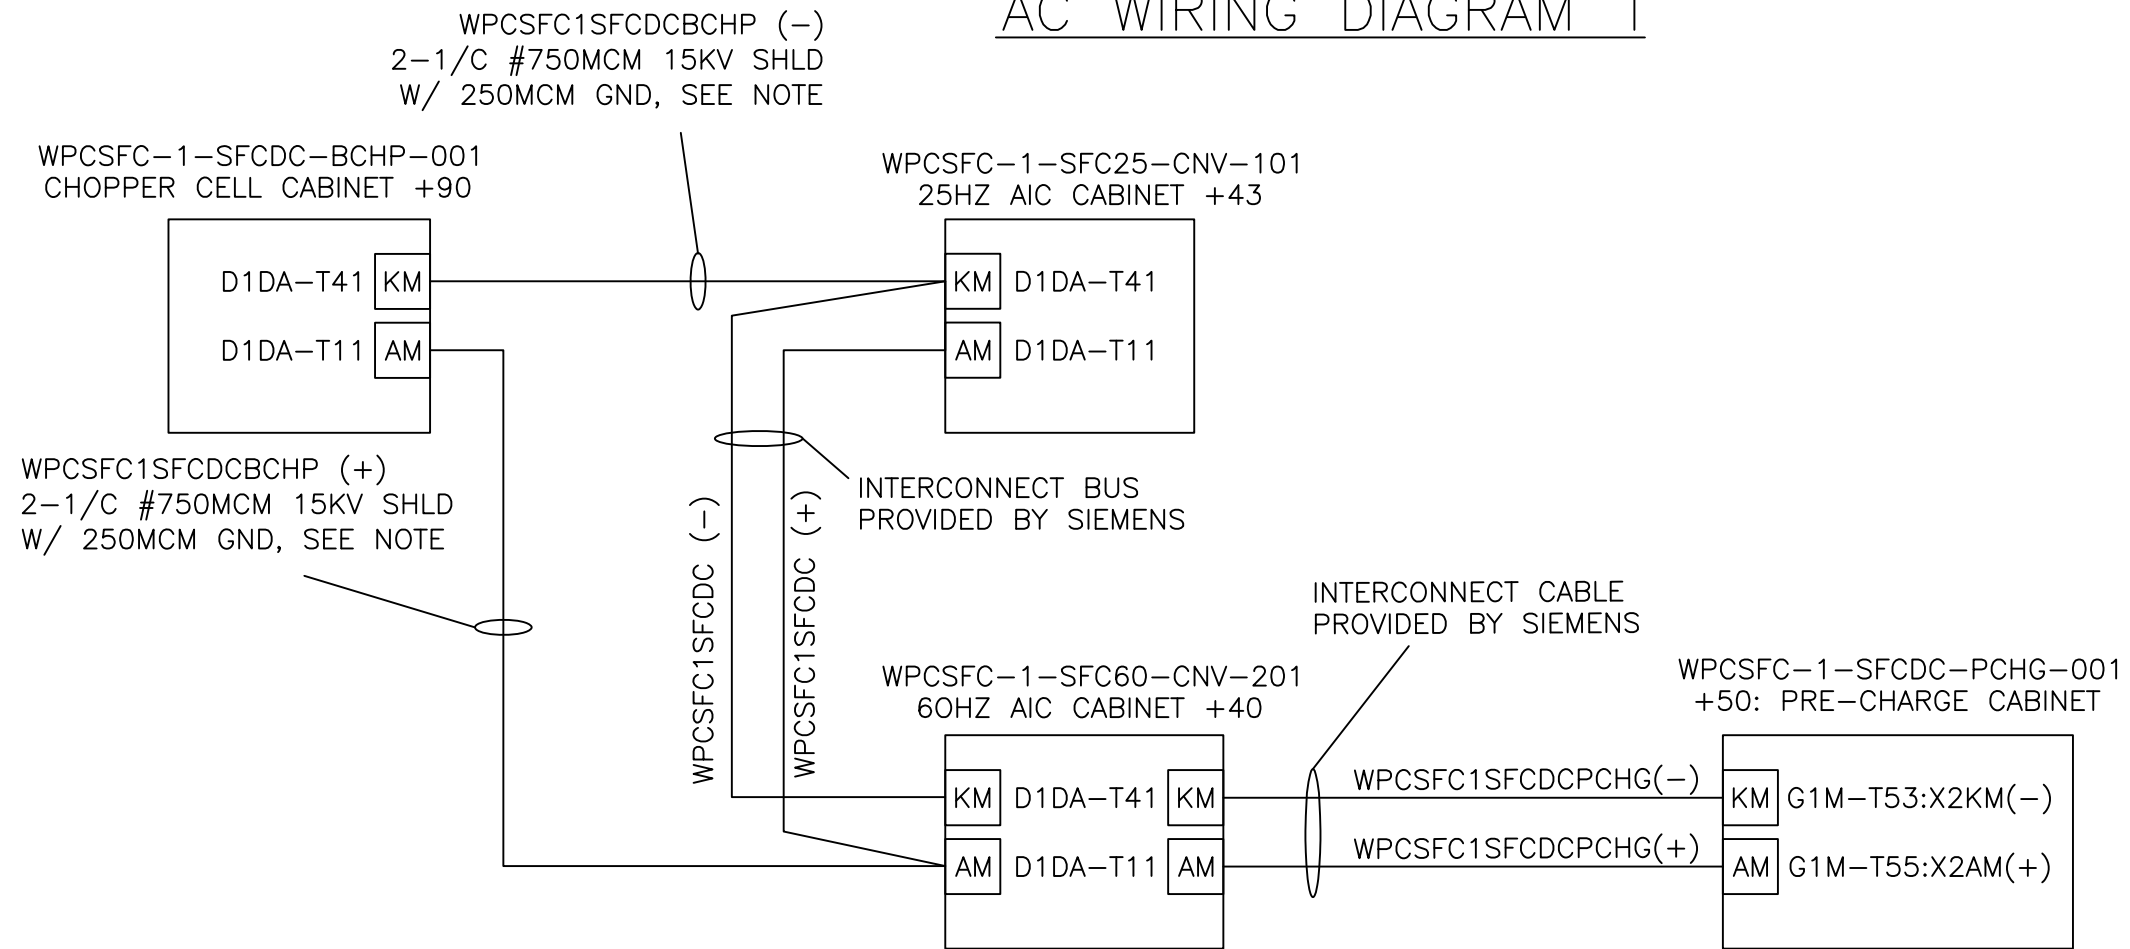 AC WIRING DIAGRAM 1
WPCSFC1SFCDCBCHP (-)
2-1/C #750MCM 15KV SHLD
W/ 250MCM GND, SEE NOTE
WPCSFC-1-SFCDC-BCHP-001
CHOPPER CELL CABINET +90
D1DA-T41 KM
D1DA-T11 AM
WPCSFC-1-SFC25-CNV-101
25HZ AIC CABINET +43
KM D1DA-T41
AM D1DA-T11
WPCSFC1SFCDCBCHP (+)
2-1/C #750MCM 15KV SHLD
W/ 250MCM GND, SEE NOTE
INTERCONNECT BUS
PROVIDED BY SIEMENS
WPCSFC1SFCDC (-)
WPCSFC1SFCDC (+)
INTERCONNECT CABLE
PROVIDED BY SIEMENS
WPCSFC-1-SFC60-CNV-201
60HZ AIC CABINET +40
KM D1DA-T41 KM
AM D1DA-T11 AM
WPCSFC1SFCDCPCHG(-)
WPCSFC1SFCDCPCHG(+)
WPCSFC-1-SFCDC-PCHG-001
+50: PRE-CHARGE CABINET
KM G1M-T53:X2KM(-)
AM G1M-T55:X2AM(+)